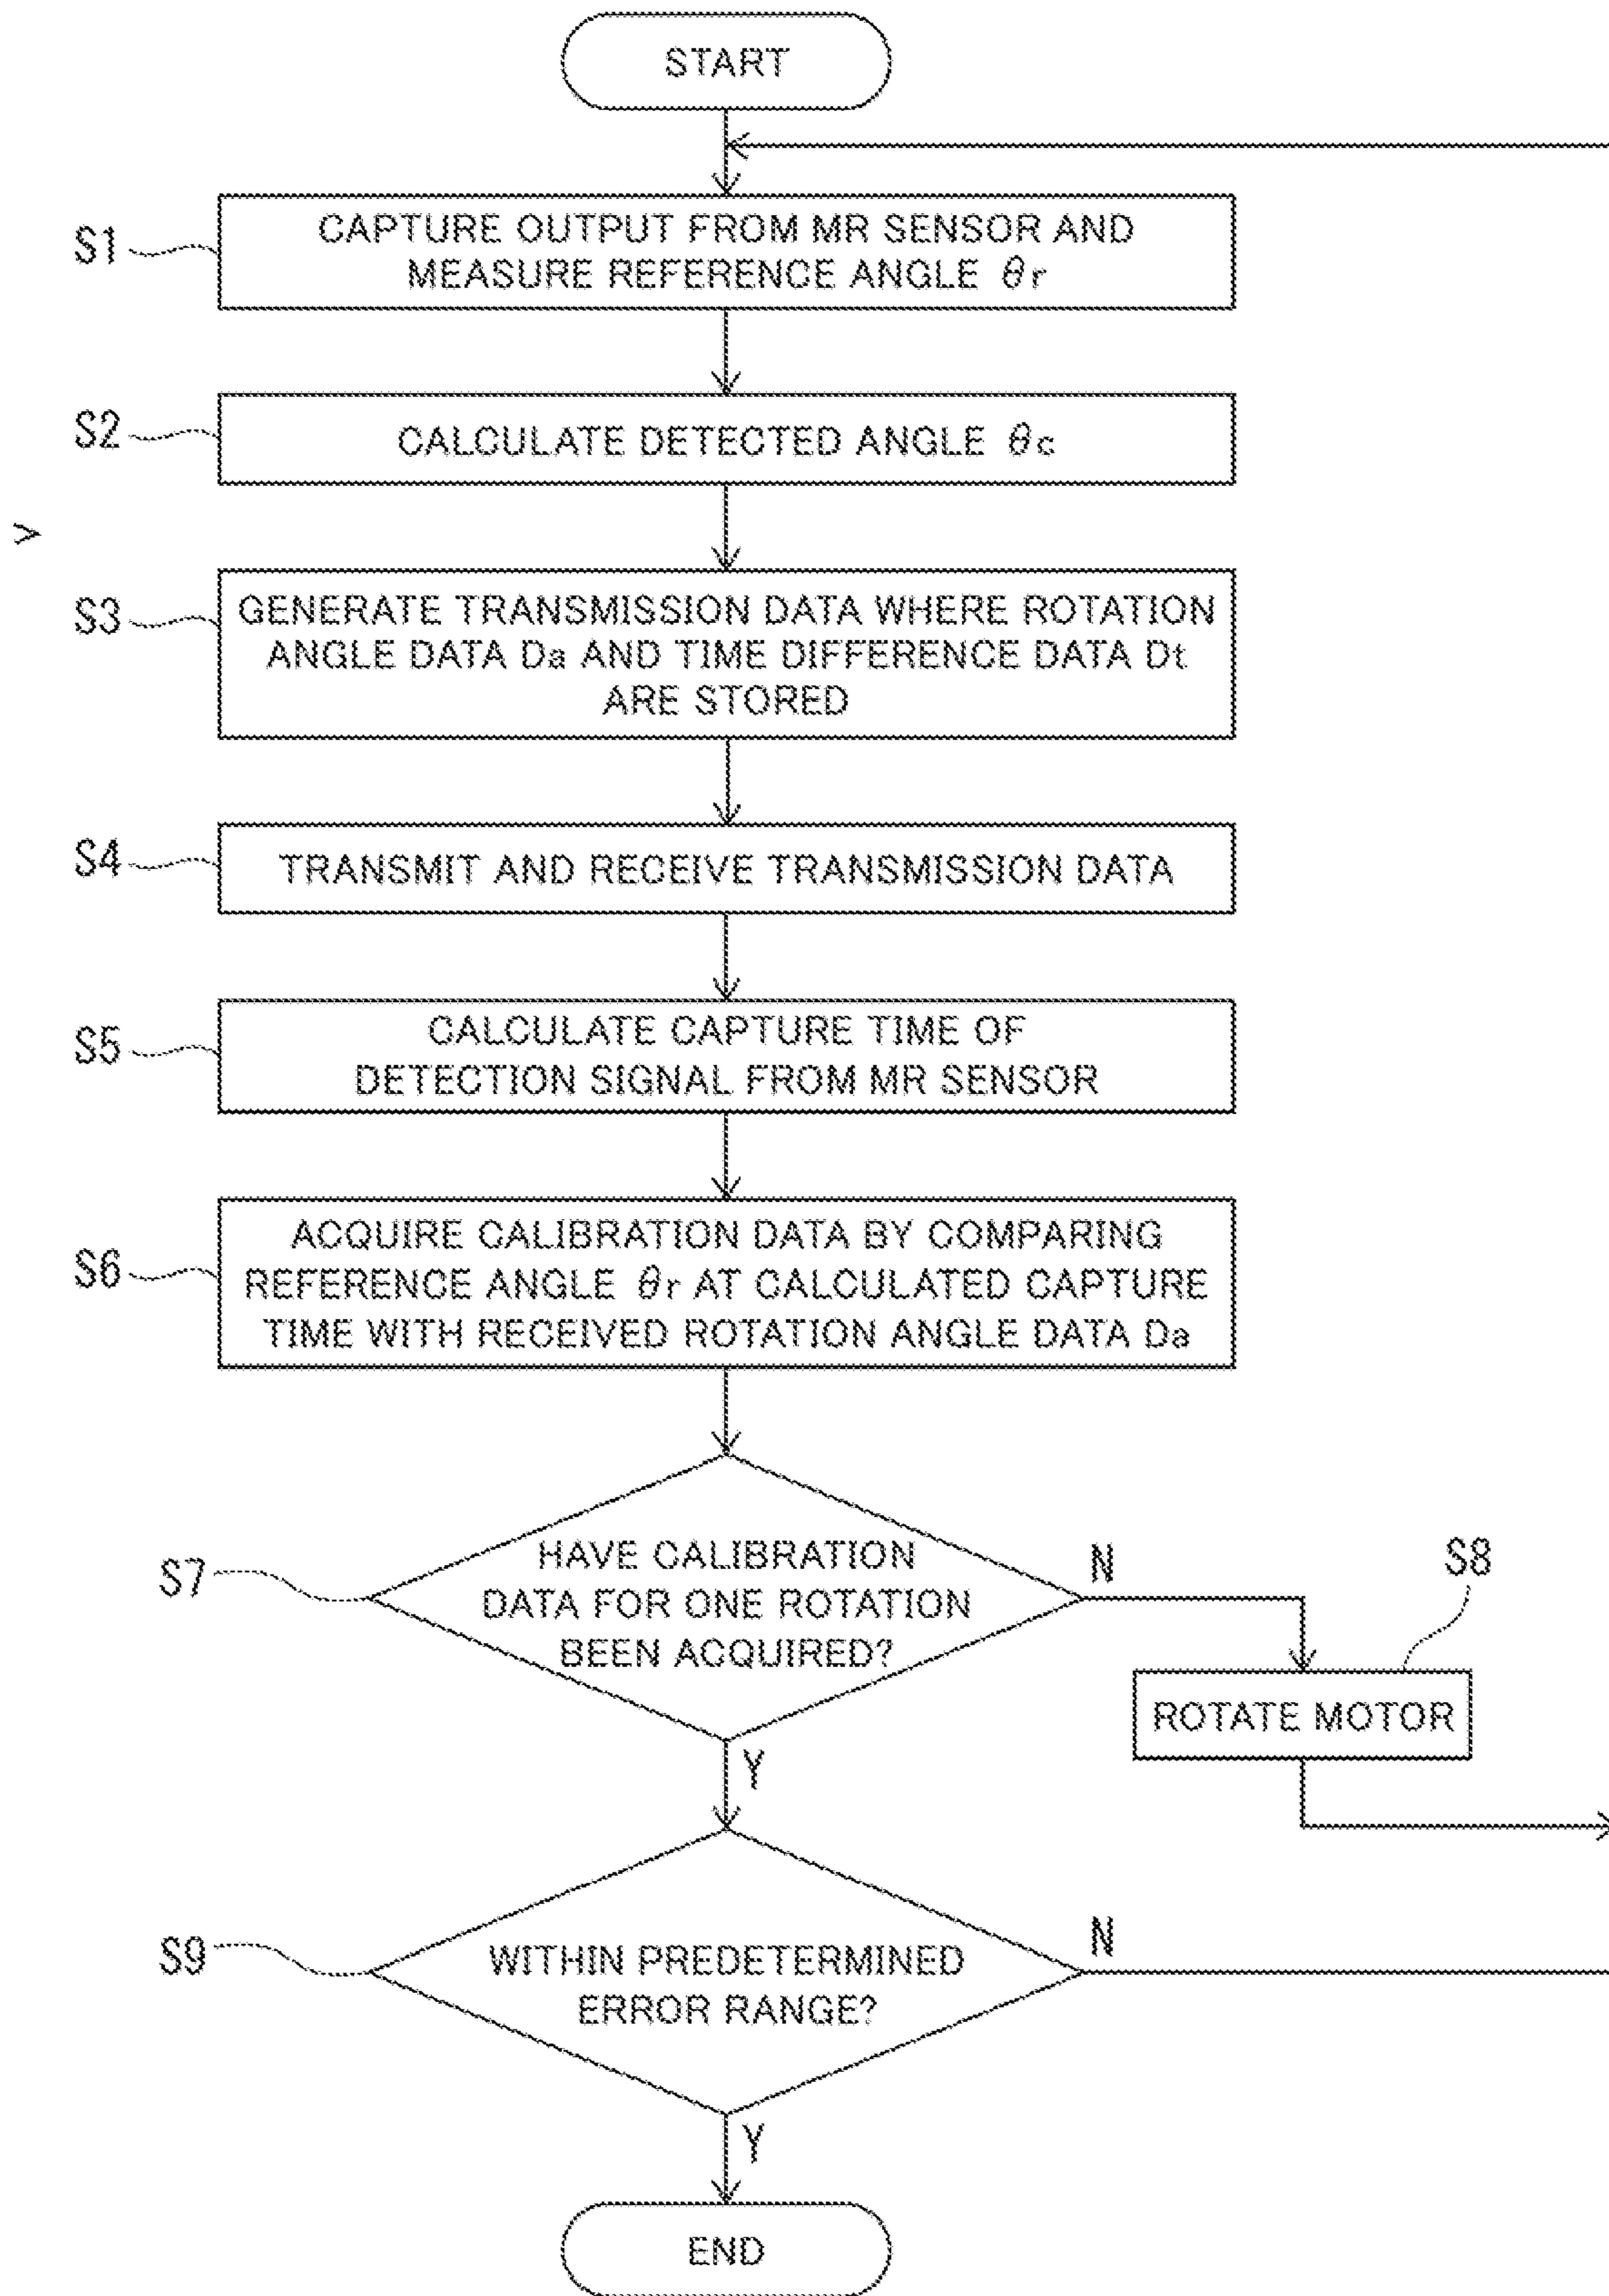 START
S1
CAPTURE OUTPUT FROM MR SENSOR AND
MEASURE REFERENCE ANGLE θr
S2
CALCULATE DETECTED ANGLE θc
>
S3
GENERATE TRANSMISSION DATA WHERE ROTATION
ANGLE DATA Da AND TIME DIFFERENCE DATA Dt
ARE STORED
S4
TRANSMIT AND RECEIVE TRANSMISSION DATA
S5
CALCULATE CAPTURE TIME OF
DETECTION SIGNAL FROM MR SENSOR
S6
ACQUIRE CALIBRATION DATA BY COMPARING
REFERENCE ANGLE θr AT CALCULATED CAPTURE
TIME WITH RECEIVED ROTATION ANGLE DATA Da
S7
HAVE CALIBRATION
DATA FOR ONE ROTATION
BEEN ACQUIRED?
N
S8
ROTATE MOTOR
Y
S9
WITHIN PREDETERMINED
ERROR RANGE?
N
Y
END